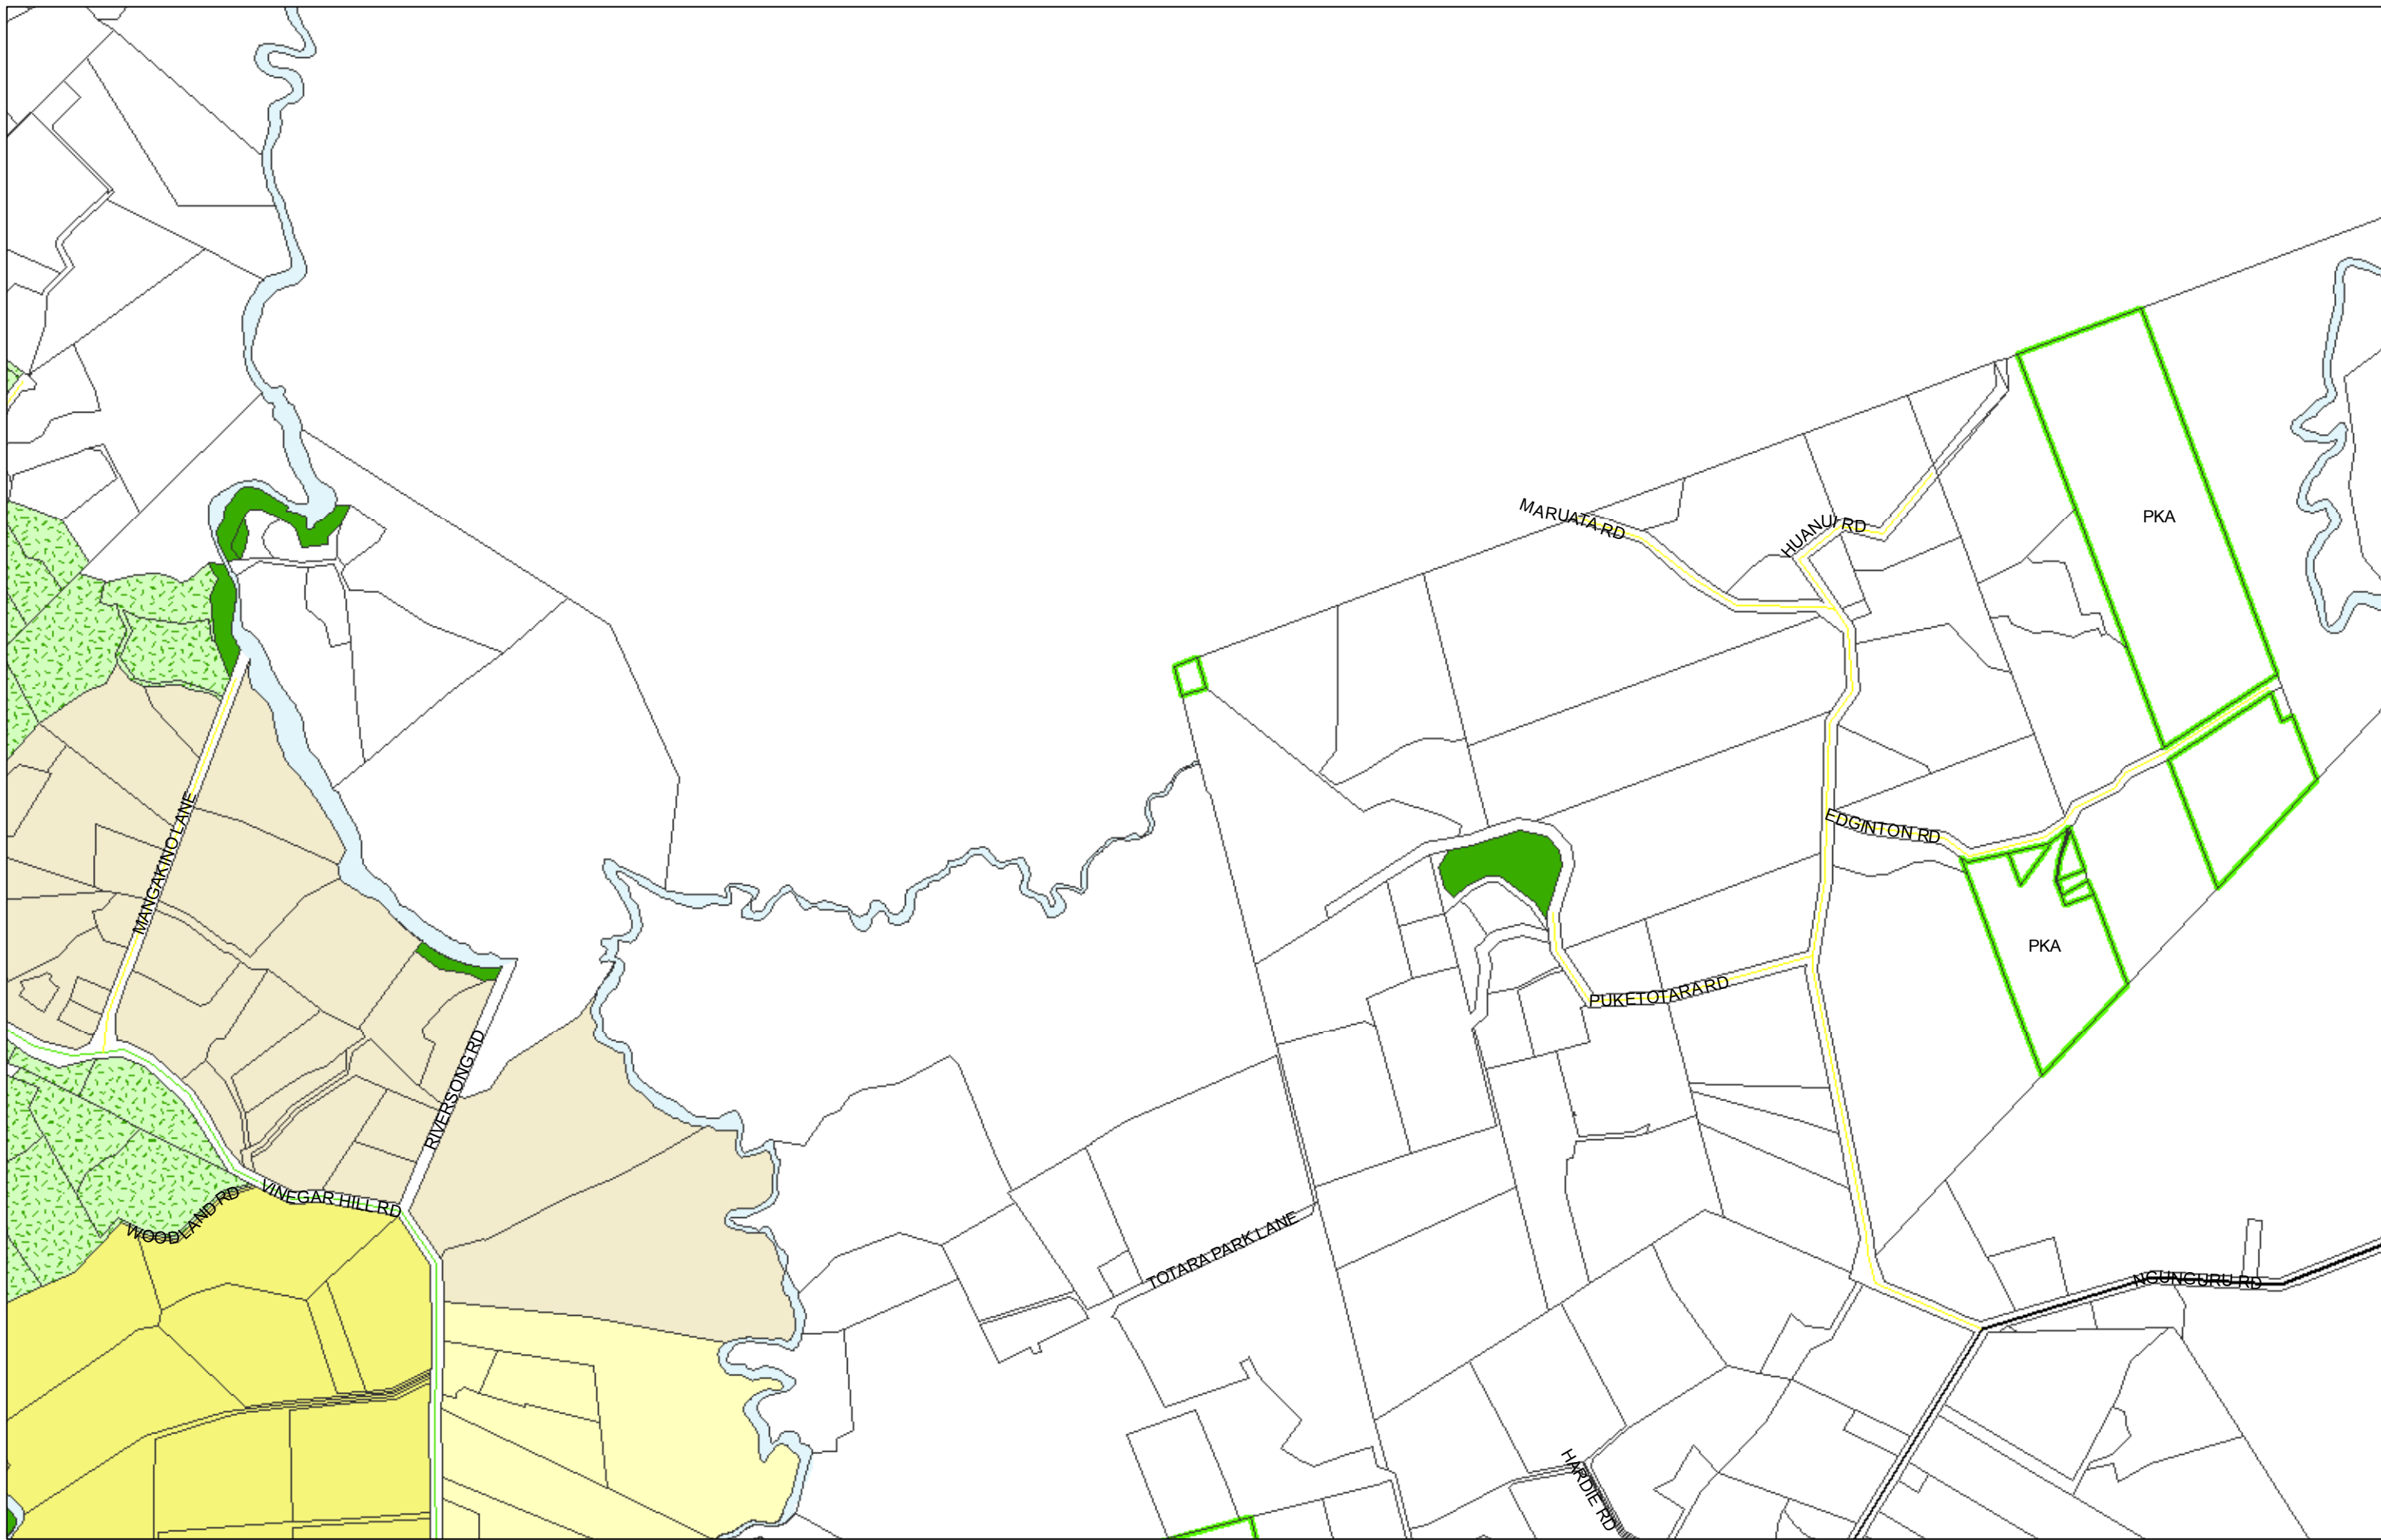 MARUATA RD
HUANUI RD
PKA
MANGAKINO LANE
EDGINTON RD
PKA
PUKETOTARA RD
RIVERSONG RD
WOODLAND RD
VINEGAR HILL RD
TOTARA PARK LANE
NGUNGURU RD
HARDIE RD